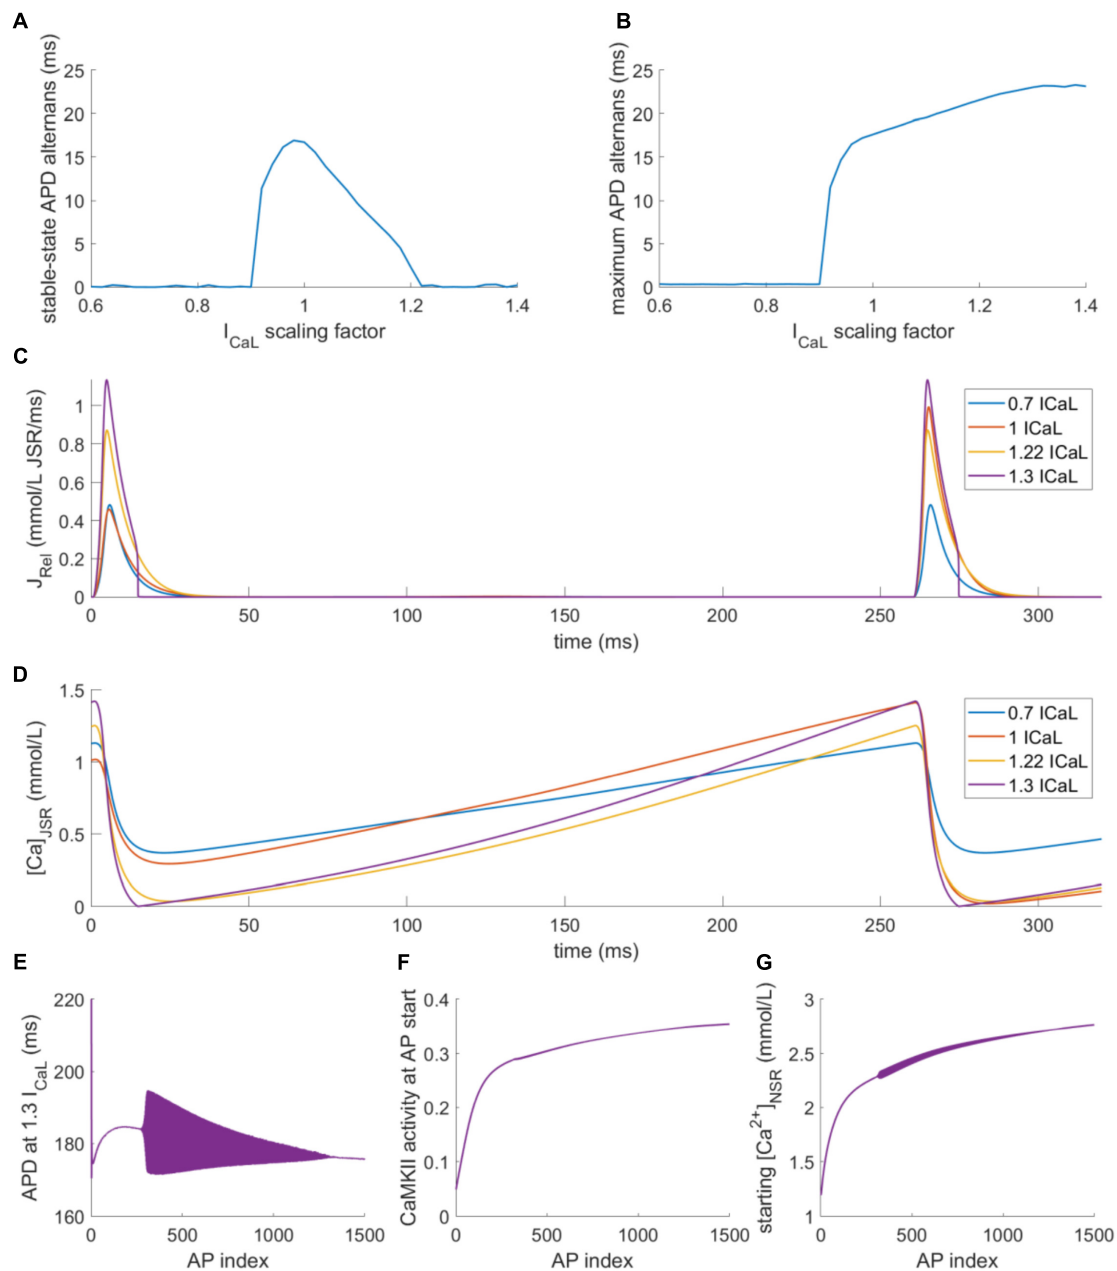 A
stable-state APD alternans (ms)
25
20
15
10
5
0
0.6
0.8
1
1.2
1.4
I_CaL scaling factor
B
maximum APD alternans (ms)
25
20
15
10
5
0
0.6
0.8
1
1.2
1.4
I_CaL scaling factor
C
J_Rel (mmol/L JSR/ms)
1
0.8
0.6
0.4
0.2
0
0
50
100
150
200
250
300
time (ms)
0.7 ICaL
1 ICaL
1.22 ICaL
1.3 ICaL
D
[Ca]_JSR (mmol/L)
1.5
1
0.5
0
0
50
100
150
200
250
300
time (ms)
0.7 ICaL
1 ICaL
1.22 ICaL
1.3 ICaL
E
APD at 1.3 I_CaL (ms)
220
200
180
160
0
500
1000
1500
AP index
F
CaMKII activity at AP start
0.4
0.3
0.2
0.1
0
0
500
1000
1500
AP index
G
starting [Ca²⁺]_NSR (mmol/L)
3
2.5
2
1.5
1
0
500
1000
1500
AP index